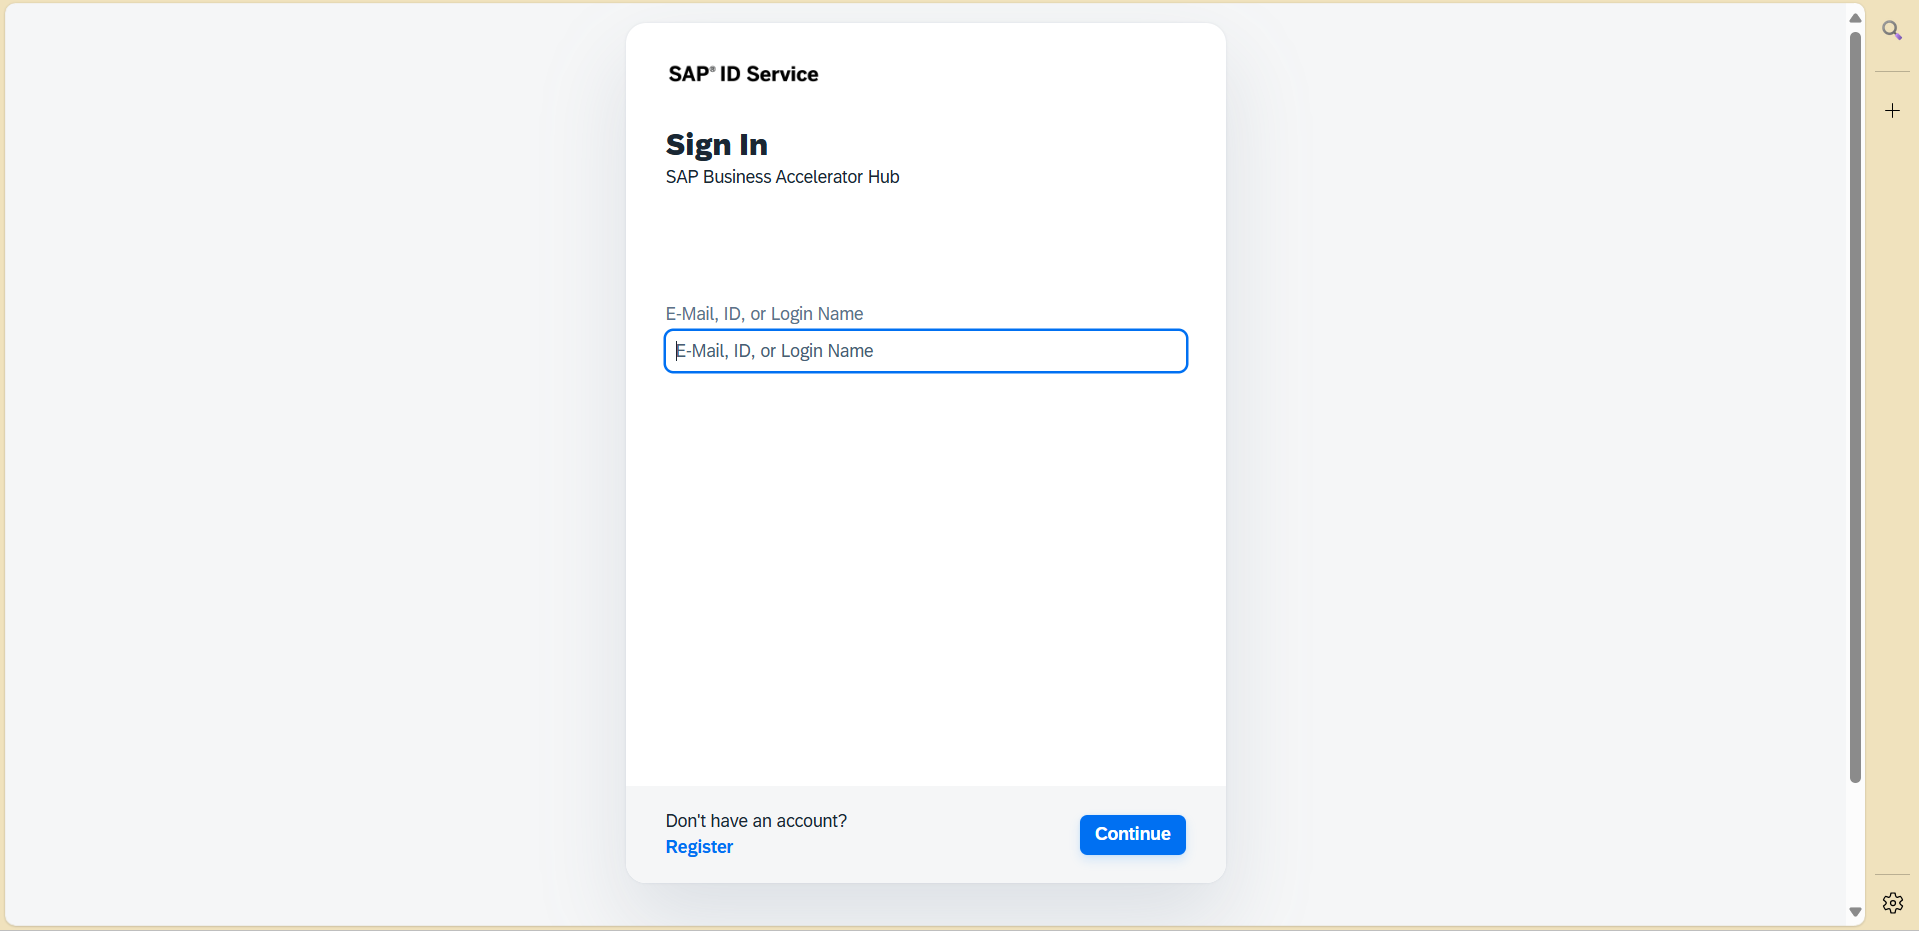 SAP® ID Service
Sign In
SAP Business Accelerator Hub
E-Mail, ID, or Login Name
E-Mail, ID, or Login Name
Don't have an account?
Register
Continue